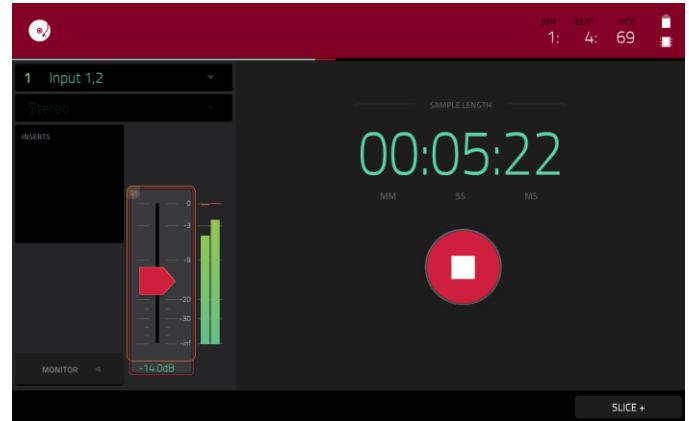 BAR BEAT TICK
1: 4: 69
1 Input 1,2
Stereo
SAMPLE LENGTH
INSERTS
00:05:22
MM SS MS
Q1
0
-3
-9
-20
-30
-inf
MONITOR
-14.0dB
SLICE +